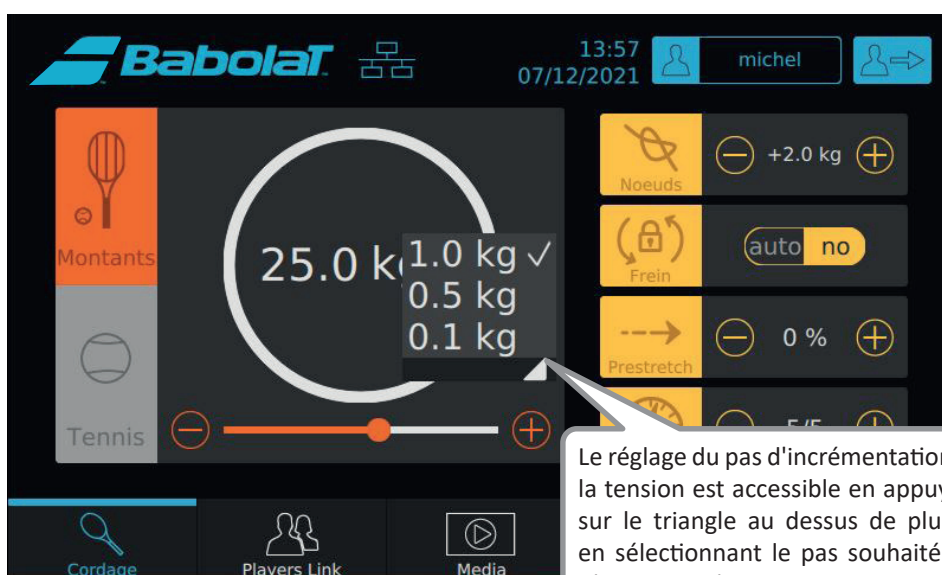 BabolaT
13:57
07/12/2021
michel
Montants
Tennis
25.0 k
1.0 kg ✓
0.5 kg
0.1 kg
Noeuds
+2.0 kg
Frein
auto no
Prestretch
0 %
5/5
Le réglage du pas d'incrémentation
la tension est accessible en appuy
sur le triangle au dessus de plu
en sélectionnant le pas souhaité
Cordage
Players Link
Media